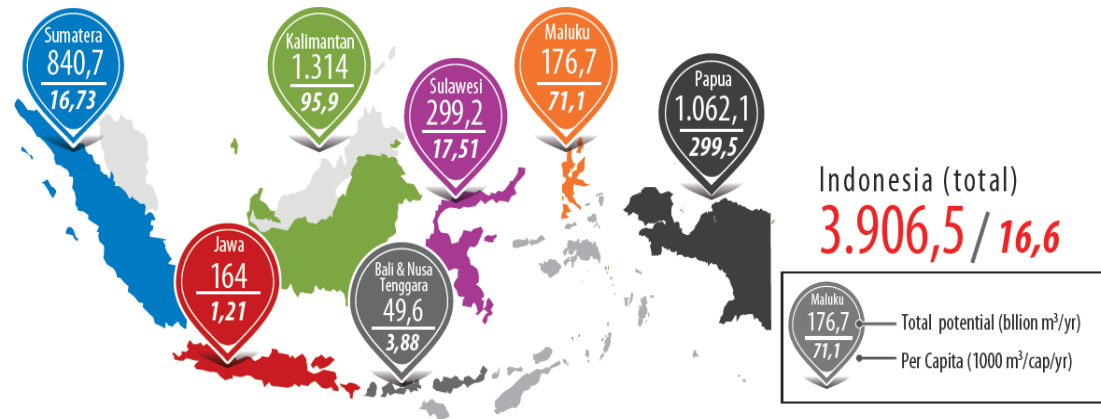 Sumatera
840,7
16,73
Kalimantan
1.314
95,9
Sulawesi
299,2
17,51
Maluku
176,7
71,1
Papua
1.062,1
299,5
Jawa
164
1,21
Bali & Nusa
Tenggara
49,6
3,88
Indonesia (total)
3.906,5 / 16,6
Maluku
176,7
71,1
Total potential (bllion m³/yr)
Per Capita (1000 m³/cap/yr)